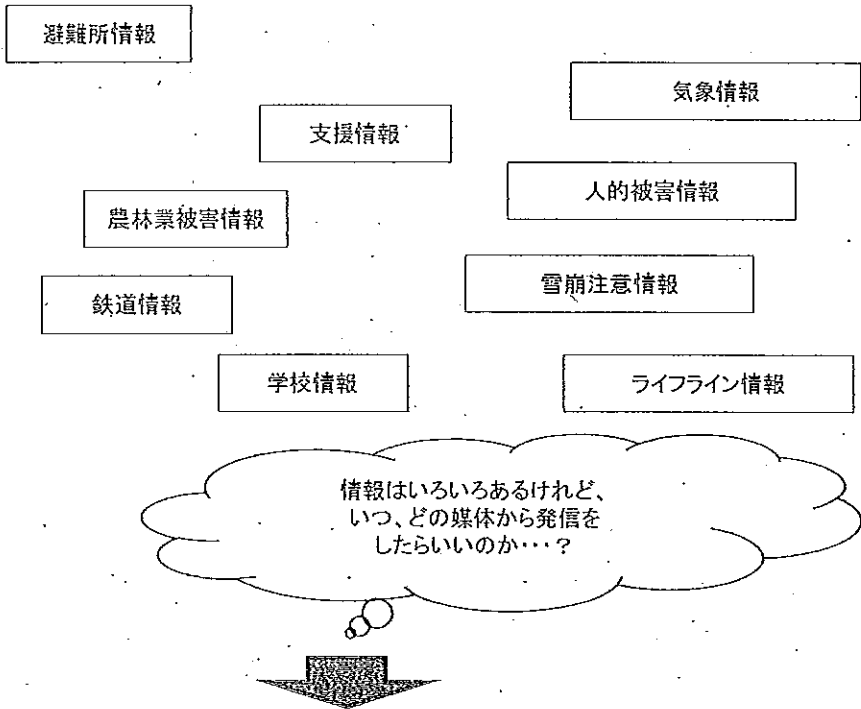 避難所情報
気象情報
支援情報
人的被害情報
農林業被害情報
雪崩注意情報
鉄道情報
学校情報
ライフライン情報
情報はいろいろあるけれど、
いつ、どの媒体から発信を
したらいいのか・・・？